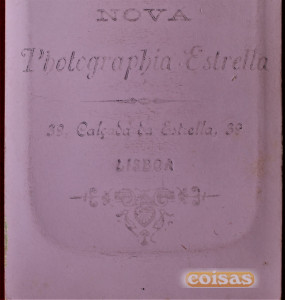 NOVA
Photographia Estrella
39, Calçada da Estrella, 39
LISBOA
coisas